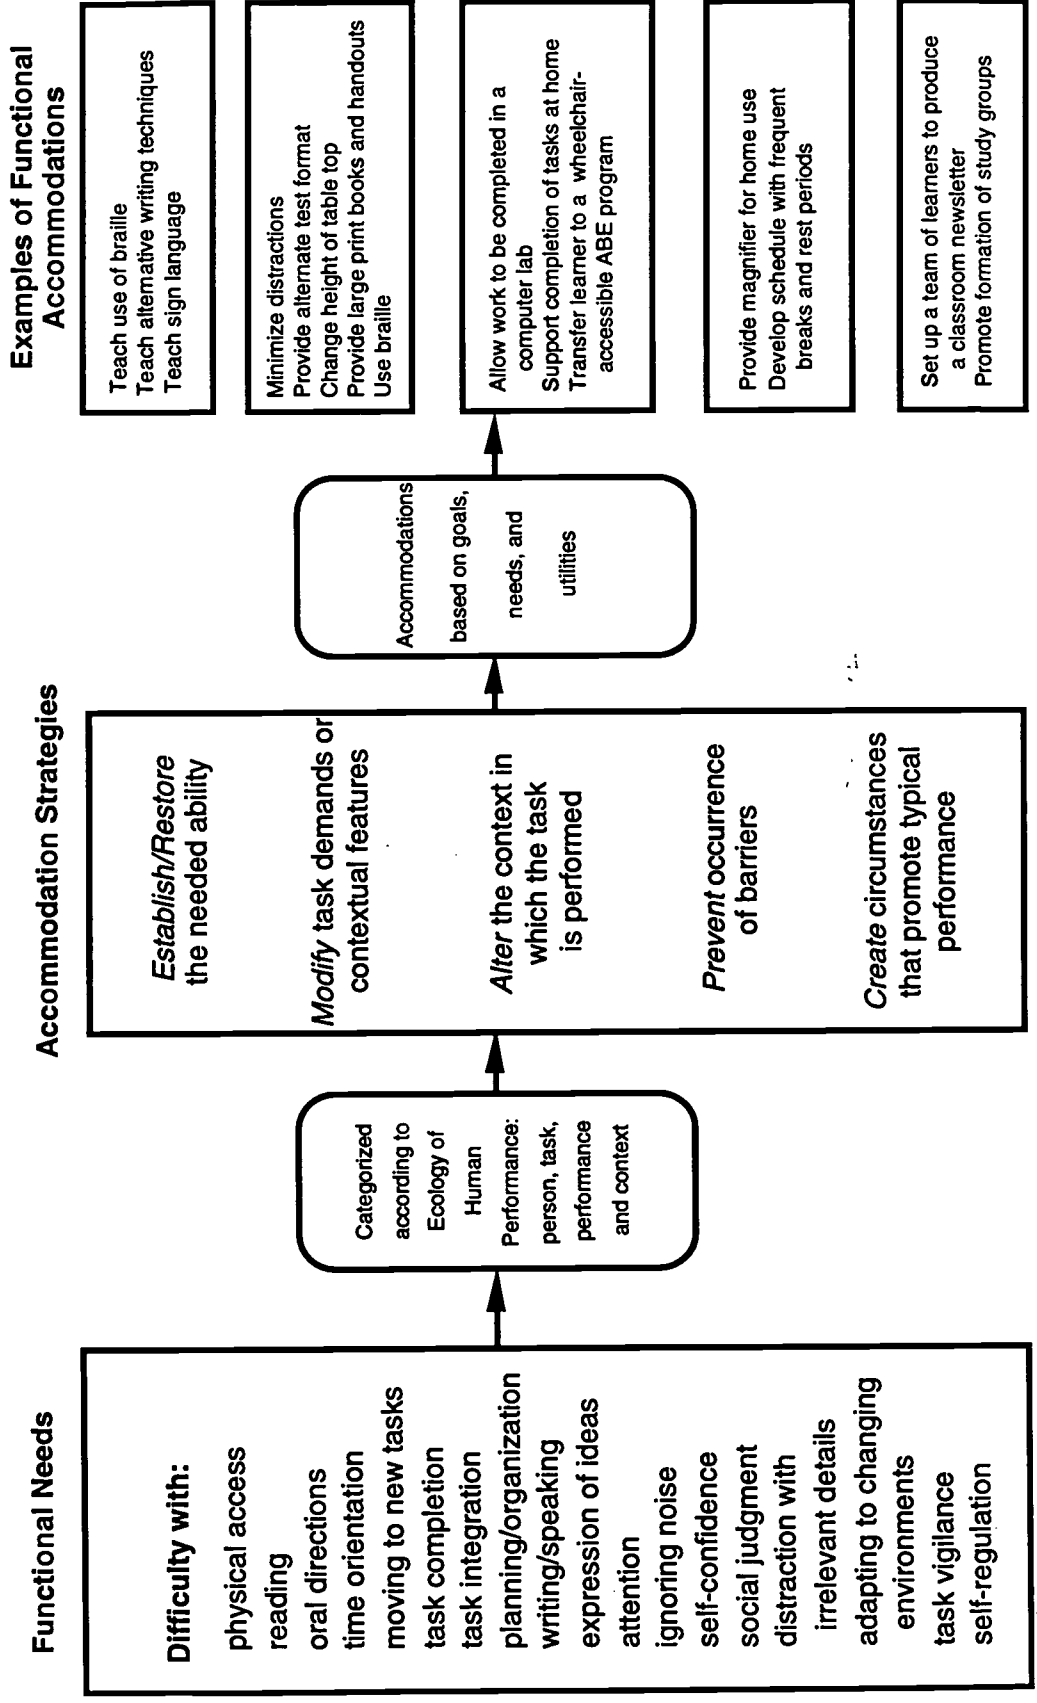 Functional Needs
Difficulty with:
physical access
reading
oral directions
time orientation
moving to new tasks
task completion
task integration
planning/organization
writing/speaking
expression of ideas
attention
ignoring noise
self-confidence
social judgment
distraction with
irrelevant details
adapting to changing
environments
task vigilance
self-regulation
Categorized
according to
Ecology of
Human
Performance:
person, task,
performance
and context
Accommodation Strategies
Establish/Restore
the needed ability
Modify task demands or
contextual features
Alter the context in
which the task
is performed
Prevent occurrence
of barriers
Create circumstances
that promote typical
performance
Accommodations
based on goals,
needs, and
utilities
Examples of Functional
Accommodations
Teach use of braille
Teach alternative writing techniques
Teach sign language
Minimize distractions
Provide alternate test format
Change height of table top
Provide large print books and handouts
Use braille
Allow work to be completed in a
computer lab
Support completion of tasks at home
Transfer learner to a wheelchair-
accessible ABE program
Provide magnifier for home use
Develop schedule with frequent
breaks and rest periods
Set up a team of learners to produce
a classroom newsletter
Promote formation of study groups